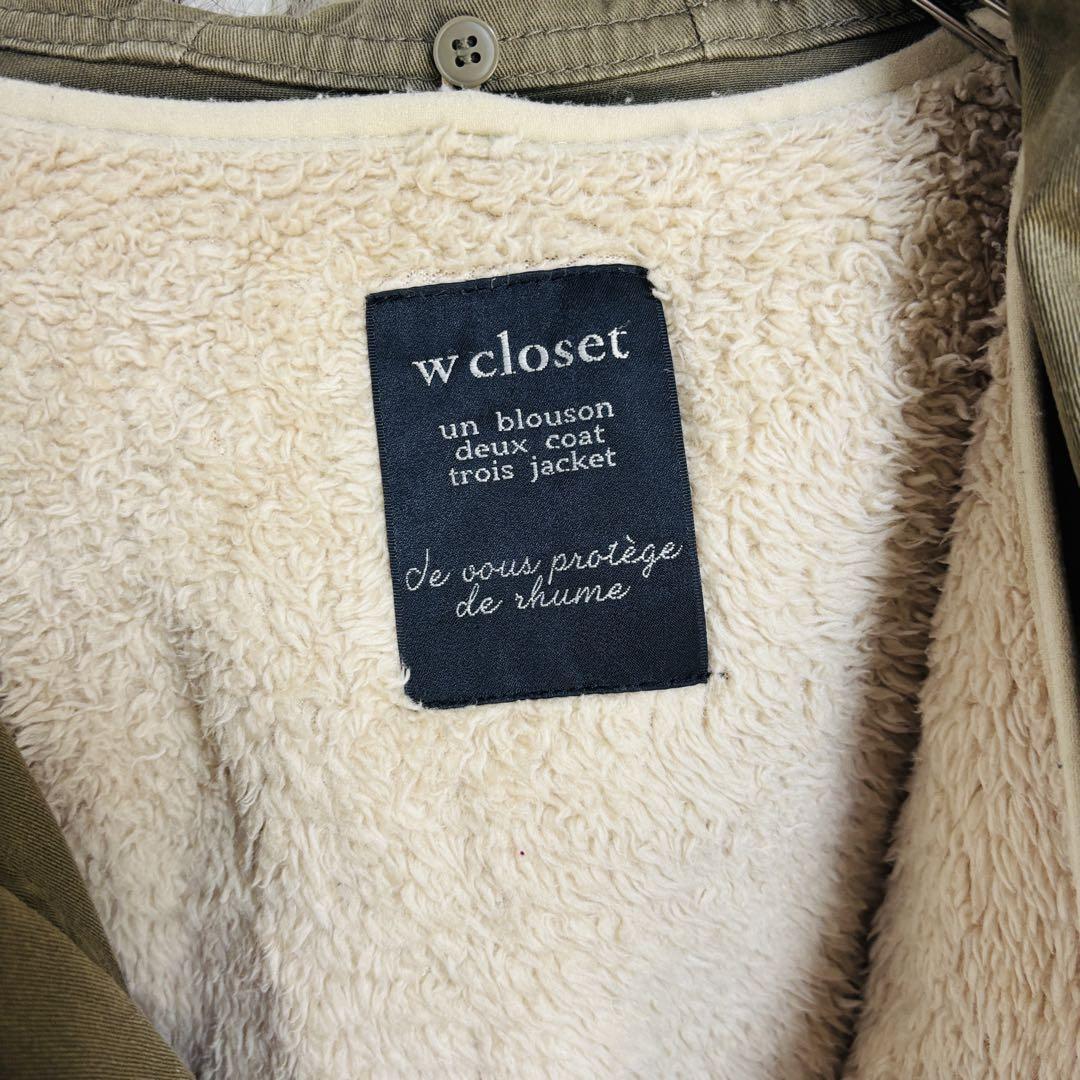 w closet
un blouson
deux coat
trois jacket
Je vous protège
de rhume